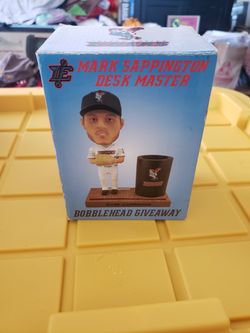 MARK SAPPINGTON
DESK MASTER
BOBBLEHEAD GIVEAWAY